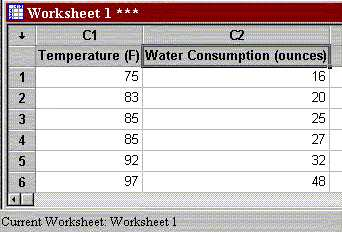 Worksheet 1 ***
↓ C1 C2
Temperature (F) Water Consumption (ounces)
1 75 16
2 83 20
3 85 25
4 85 27
5 92 32
6 97 48
Current Worksheet: Worksheet 1